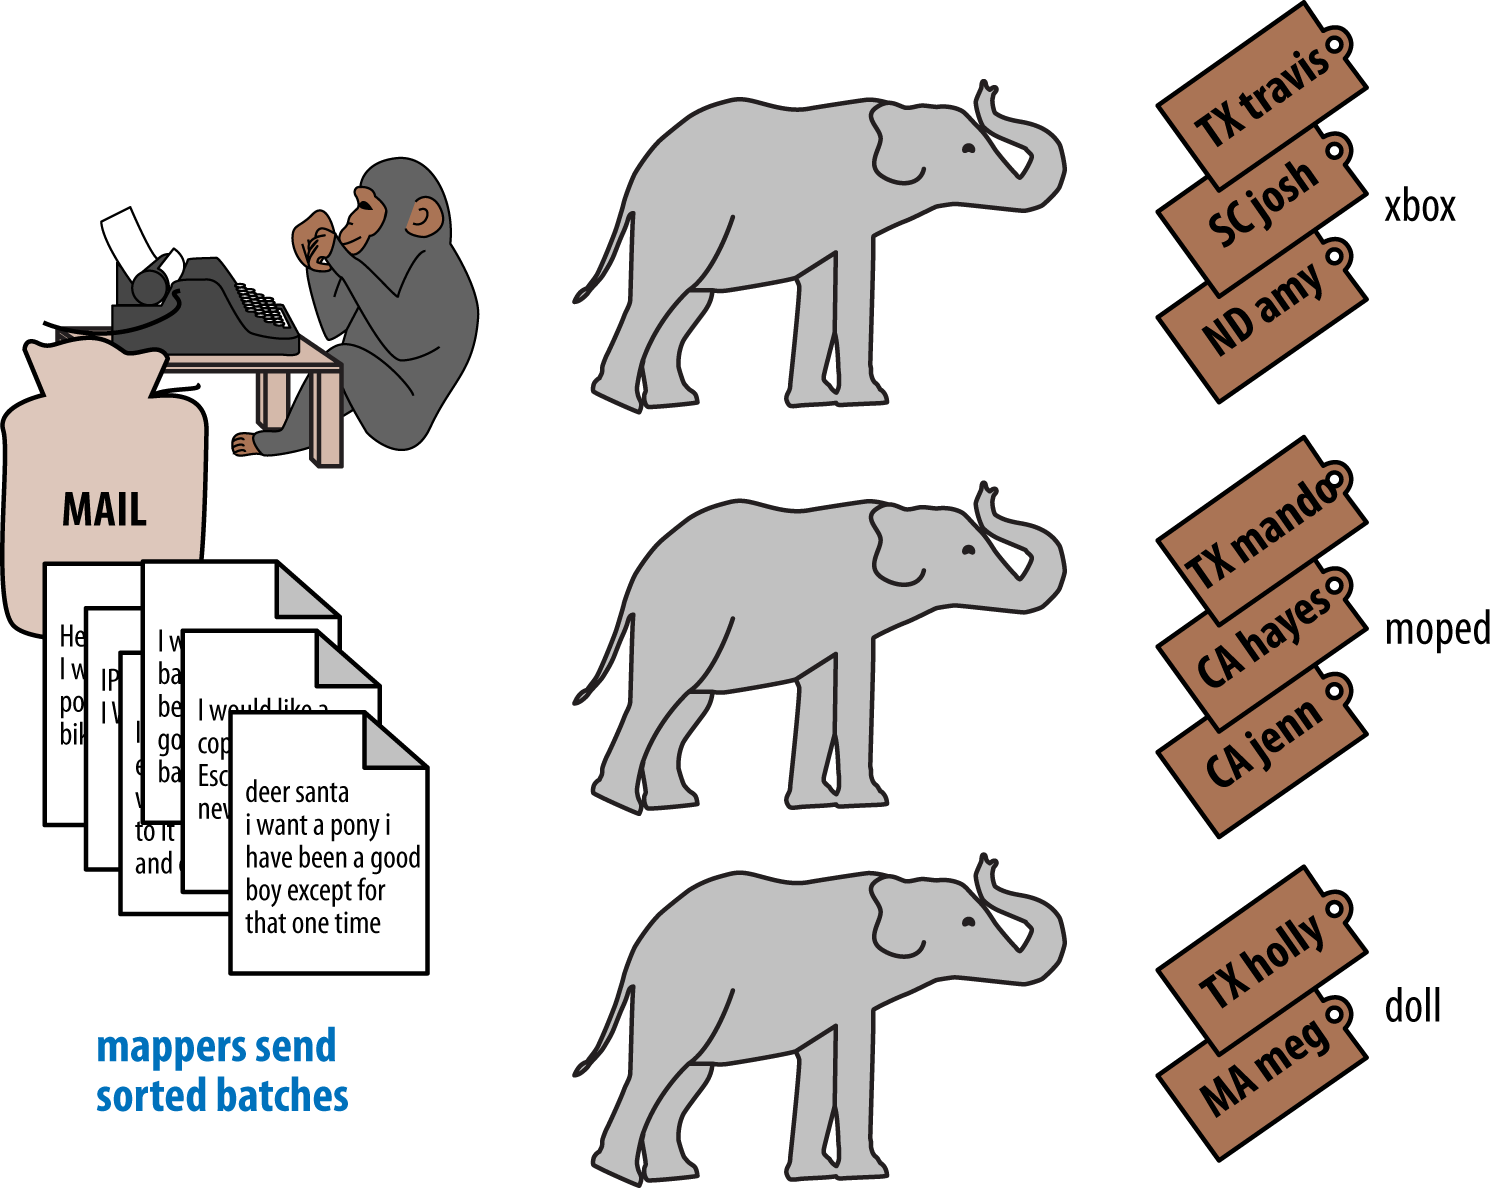 MAIL
He
I w
po
bik
IP
I W
I w
ba
be
go
ba
to it
and
I would like a
cop
Esc
new
deer santa
i want a pony i
have been a good
boy except for
that one time
mappers send
sorted batches
TX travis
SC josh
ND amy
xbox
TX mando
CA hayes
CA jenn
moped
TX holly
MA meg
doll